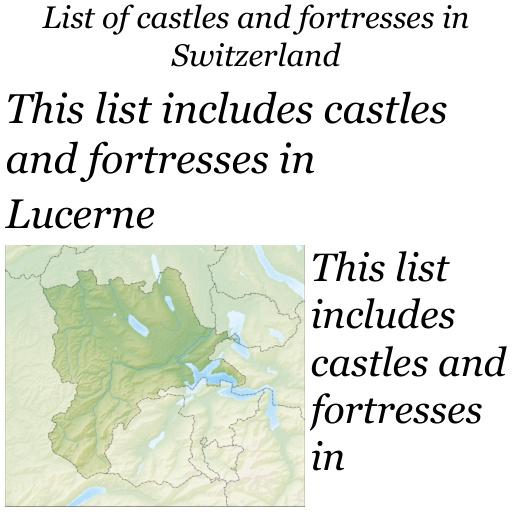 List of castles and fortresses in
Switzerland
This list includes castles
and fortresses in
Lucerne
This list
includes
castles and
fortresses
in